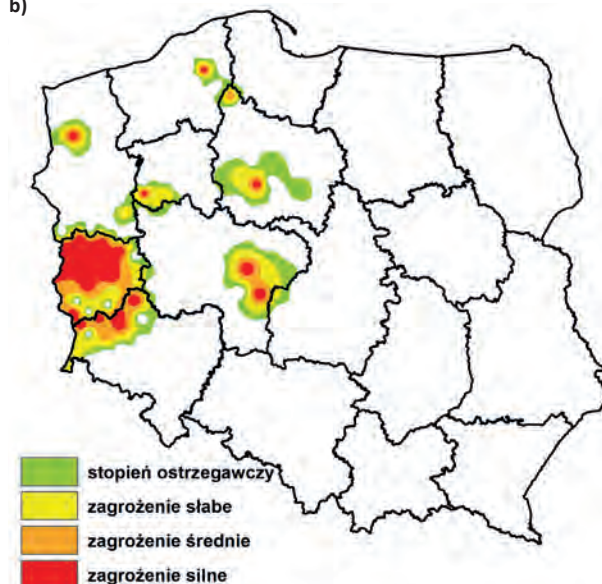 b)
stopień ostrzegawczy
zagrożenie słabe
zagrożenie średnie
zagrożenie silne